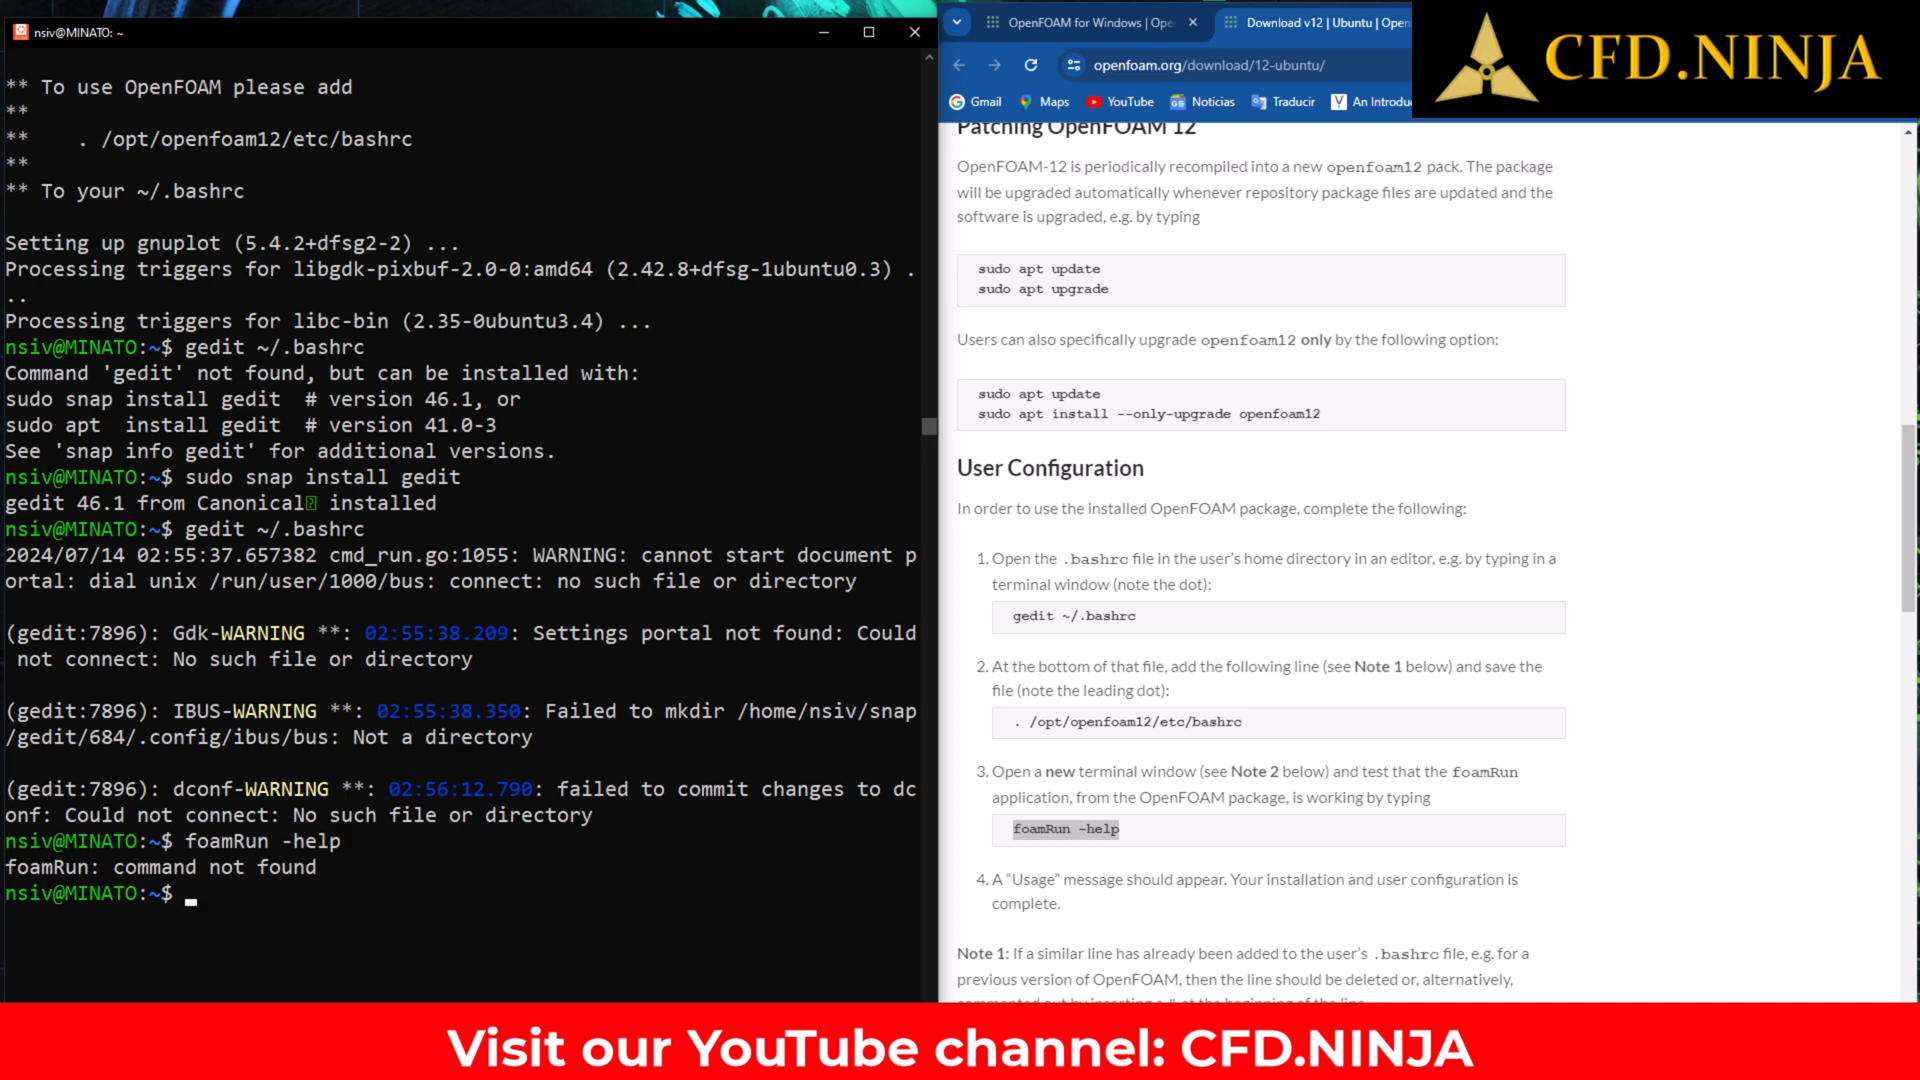 nsiv@MINATO: ~
** To use OpenFOAM please add
**
**    . /opt/openfoam12/etc/bashrc
**
** To your ~/.bashrc
Setting up gnuplot (5.4.2+dfsg2-2) ...
Processing triggers for libgdk-pixbuf-2.0-0:amd64 (2.42.8+dfsg-1ubuntu0.3) .
..
Processing triggers for libc-bin (2.35-0ubuntu3.4) ...
nsiv@MINATO:~$ gedit ~/.bashrc
Command 'gedit' not found, but can be installed with:
sudo snap install gedit  # version 46.1, or
sudo apt  install gedit  # version 41.0-3
See 'snap info gedit' for additional versions.
nsiv@MINATO:~$ sudo snap install gedit
gedit 46.1 from Canonical installed
nsiv@MINATO:~$ gedit ~/.bashrc
2024/07/14 02:55:37.657382 cmd_run.go:1055: WARNING: cannot start document p
ortal: dial unix /run/user/1000/bus: connect: no such file or directory
(gedit:7896): Gdk-WARNING **: 02:55:38.209: Settings portal not found: Could
 not connect: No such file or directory
(gedit:7896): IBUS-WARNING **: 02:55:38.350: Failed to mkdir /home/nsiv/snap
/gedit/684/.config/ibus/bus: Not a directory
(gedit:7896): dconf-WARNING **: 02:56:12.790: failed to commit changes to dc
onf: Could not connect: No such file or directory
nsiv@MINATO:~$ foamRun -help
foamRun: command not found
nsiv@MINATO:~$
OpenFOAM for Windows | Ope
Download v12 | Ubuntu | Open
openfoam.org/download/12-ubuntu/
Gmail
Maps
YouTube
Noticias
Traducir
An Introdu
CFD.NINJA
Patching OpenFOAM 12
OpenFOAM-12 is periodically recompiled into a new openfoam12 pack. The package
will be upgraded automatically whenever repository package files are updated and the
software is upgraded, e.g. by typing
sudo apt update
sudo apt upgrade
Users can also specifically upgrade openfoam12 only by the following option:
sudo apt update
sudo apt install --only-upgrade openfoam12
User Configuration
In order to use the installed OpenFOAM package, complete the following:
1. Open the .bashrc file in the user's home directory in an editor, e.g. by typing in a
terminal window (note the dot):
gedit ~/.bashrc
2. At the bottom of that file, add the following line (see Note 1 below) and save the
file (note the leading dot):
. /opt/openfoam12/etc/bashrc
3. Open a new terminal window (see Note 2 below) and test that the foamRun
application, from the OpenFOAM package, is working by typing
foamRun -help
4. A “Usage” message should appear. Your installation and user configuration is
complete.
Note 1: If a similar line has already been added to the user's .bashrc file, e.g. for a
previous version of OpenFOAM, then the line should be deleted or, alternatively,
commented out by inserting a # at the beginning of the line
Visit our YouTube channel: CFD.NINJA